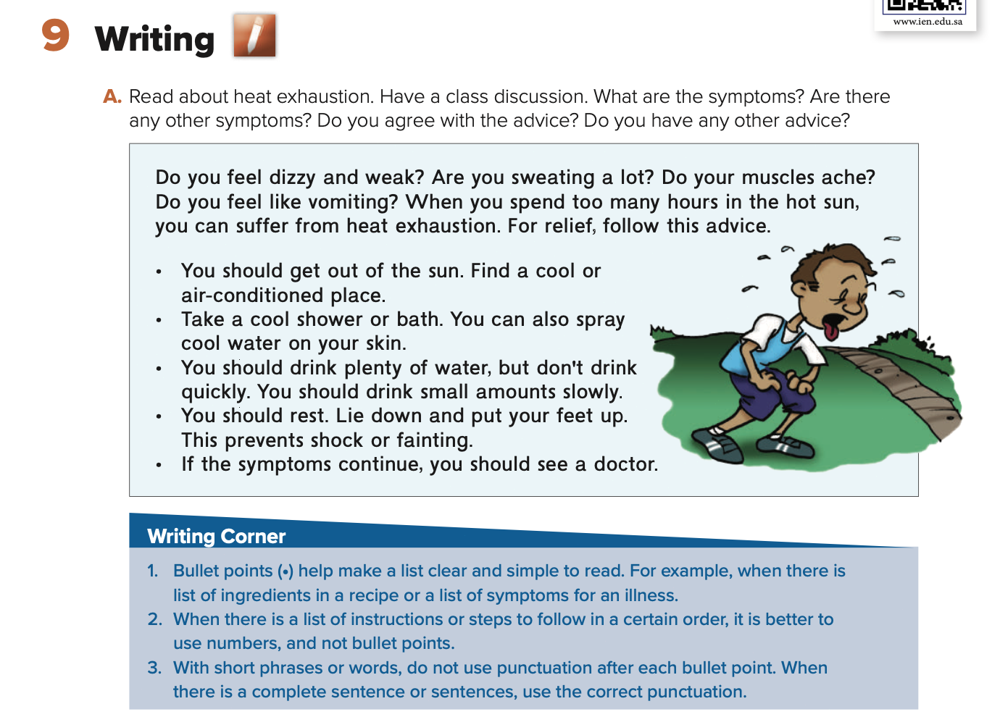 www.ien.edu.sa
9 Writing
A. Read about heat exhaustion. Have a class discussion. What are the symptoms? Are there
any other symptoms? Do you agree with the advice? Do you have any other advice?
Do you feel dizzy and weak? Are you sweating a lot? Do your muscles ache?
Do you feel like vomiting? When you spend too many hours in the hot sun,
you can suffer from heat exhaustion. For relief, follow this advice.
• You should get out of the sun. Find a cool or
air-conditioned place.
• Take a cool shower or bath. You can also spray
cool water on your skin.
• You should drink plenty of water, but don't drink
quickly. You should drink small amounts slowly.
• You should rest. Lie down and put your feet up.
This prevents shock or fainting.
• If the symptoms continue, you should see a doctor.
Writing Corner
1. Bullet points (•) help make a list clear and simple to read. For example, when there is
list of ingredients in a recipe or a list of symptoms for an illness.
2. When there is a list of instructions or steps to follow in a certain order, it is better to
use numbers, and not bullet points.
3. With short phrases or words, do not use punctuation after each bullet point. When
there is a complete sentence or sentences, use the correct punctuation.